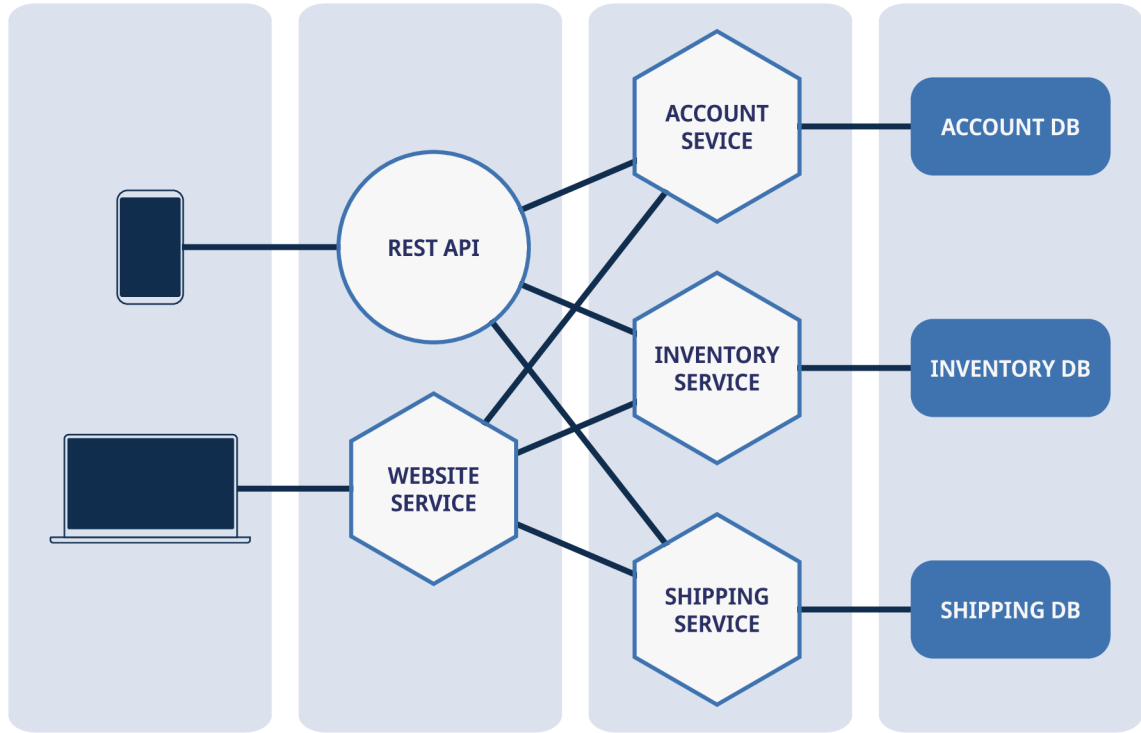 REST API
WEBSITE
SERVICE
ACCOUNT
SEVICE
INVENTORY
SERVICE
SHIPPING
SERVICE
ACCOUNT DB
INVENTORY DB
SHIPPING DB